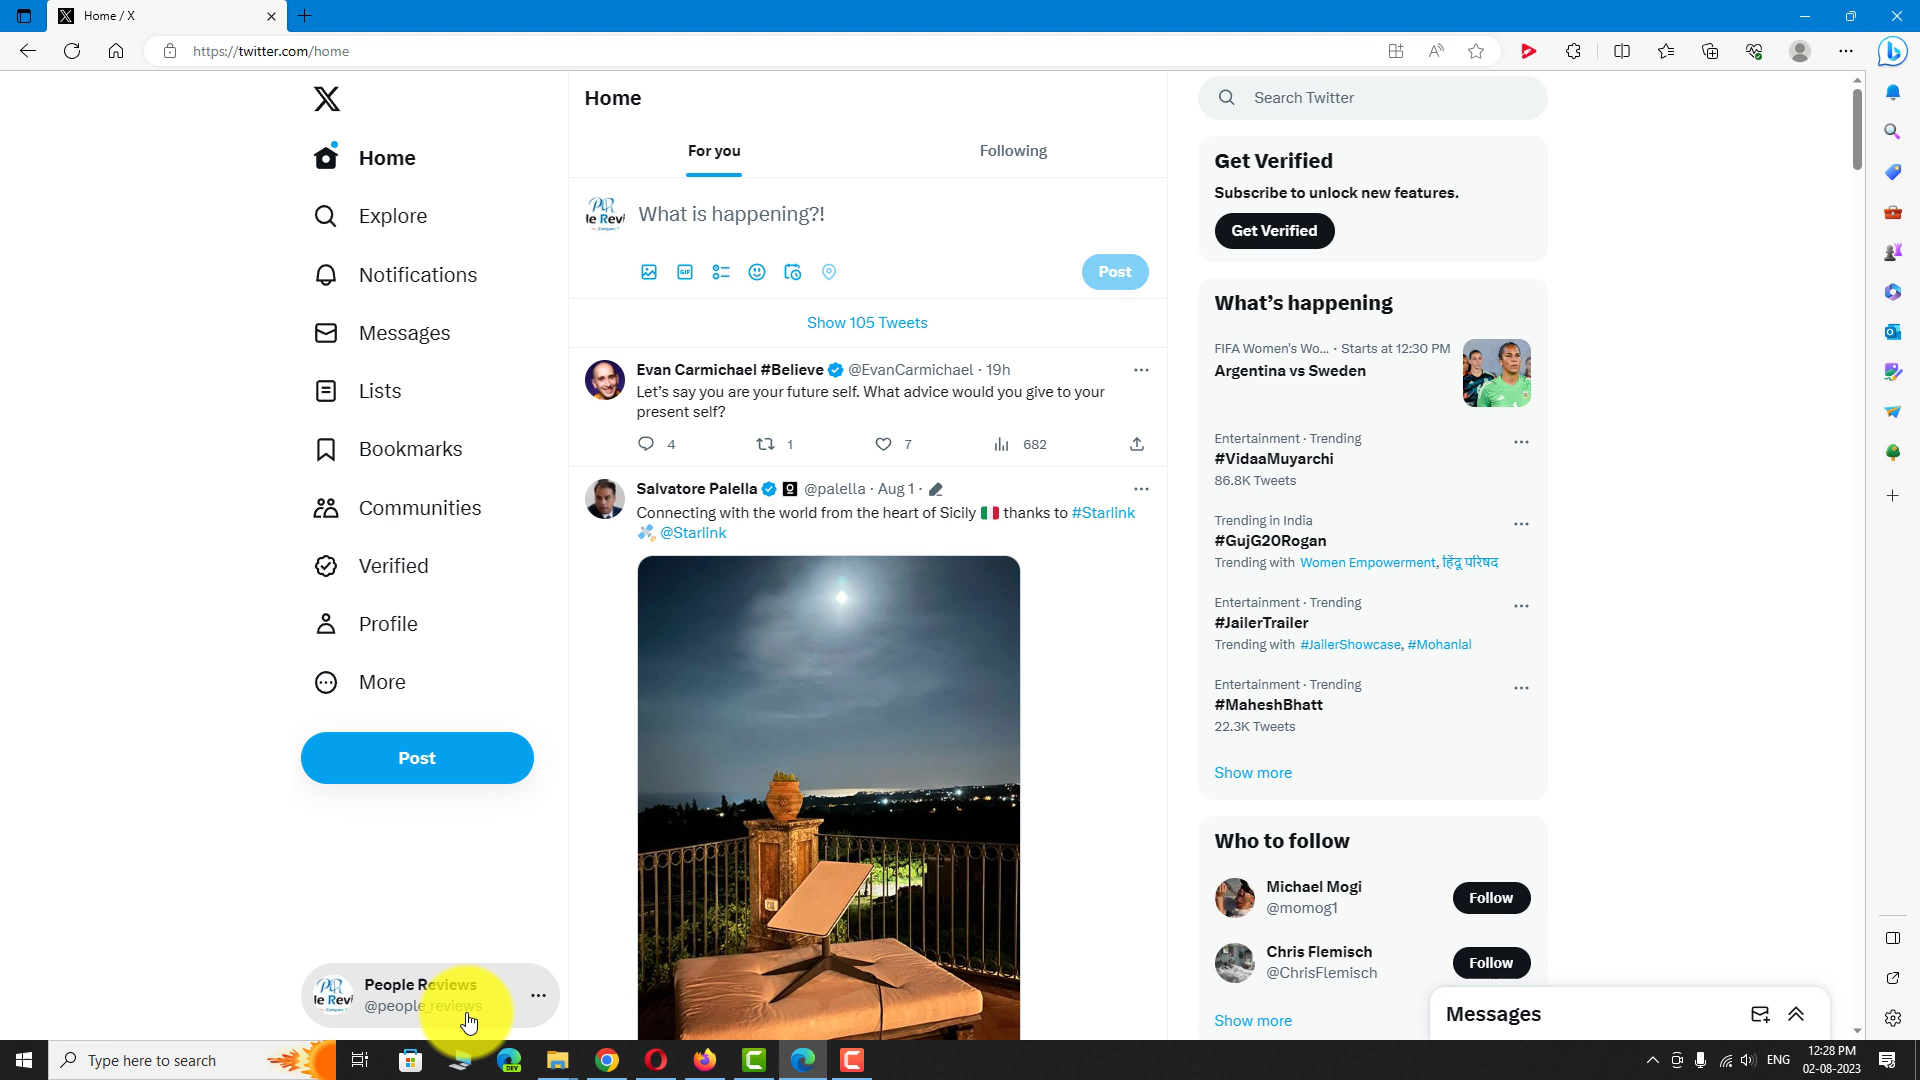 Home / X
https://twitter.com/home
Home
Explore
Notifications
Messages
Lists
Bookmarks
Communities
Verified
Profile
More
Post
People Reviews
@people_reviews
Home
For you
Following
le Revi
What is happening?!
GIF
Post
Show 105 Tweets
Evan Carmichael #Believe @EvanCarmichael · 19h
Let's say you are your future self. What advice would you give to your
present self?
4 1 7 682
Salvatore Palella @palella · Aug 1 ·
Connecting with the world from the heart of Sicily 🇮🇹 thanks to #Starlink
🛰️ @Starlink
Search Twitter
Get Verified
Subscribe to unlock new features.
Get Verified
What's happening
FIFA Women's Wo... · Starts at 12:30 PM
Argentina vs Sweden
Entertainment · Trending
#VidaaMuyarchi
86.8K Tweets
Trending in India
#GujG20Rogan
Trending with Women Empowerment, हिंदू परिषद
Entertainment · Trending
#JailerTrailer
Trending with #JailerShowcase, #Mohanlal
Entertainment · Trending
#MaheshBhatt
22.3K Tweets
Show more
Who to follow
Michael Mogi
@momog1
Follow
Chris Flemisch
@ChrisFlemisch
Follow
Show more
Messages
Type here to search
DEV
ENG
12:28 PM
02-08-2023